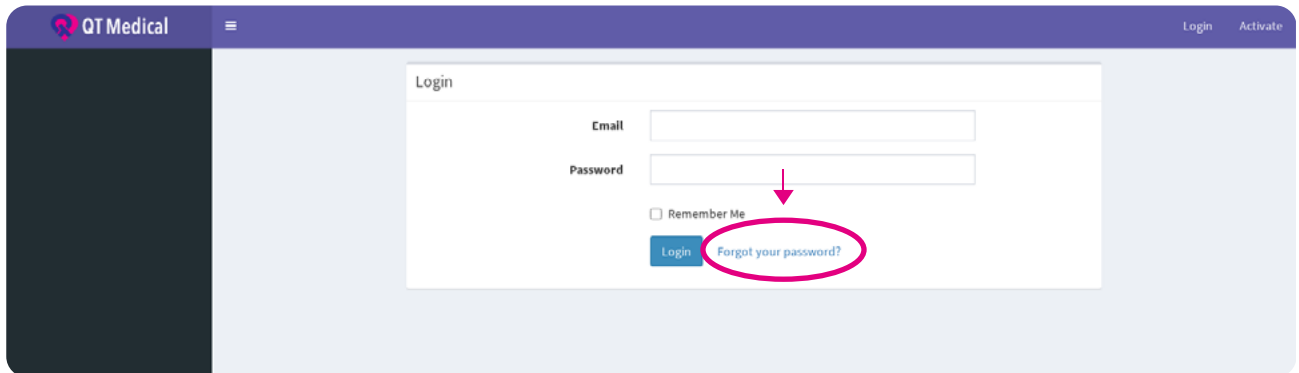 QT Medical
Login Activate
Login
Email
Password
Remember Me
Login Forgot your password?